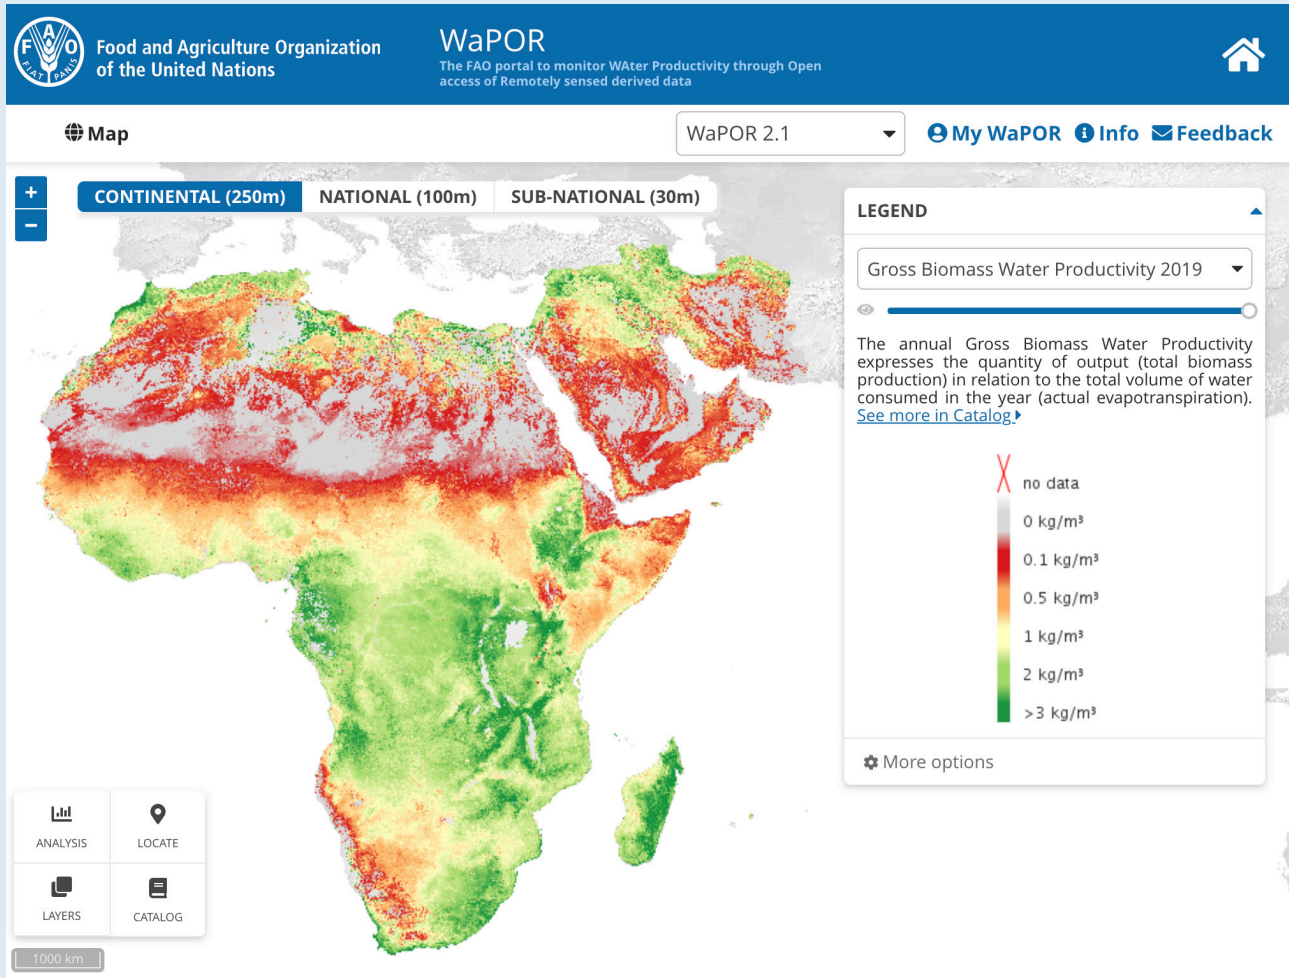 FAO
FIAT PANIS
Food and Agriculture Organization
of the United Nations
WaPOR
The FAO portal to monitor WAter Productivity through Open
access of Remotely sensed derived data
Map
WaPOR 2.1
My WaPOR
Info
Feedback
+
−
CONTINENTAL (250m)
NATIONAL (100m)
SUB-NATIONAL (30m)
LEGEND
Gross Biomass Water Productivity 2019
The annual Gross Biomass Water Productivity
expresses the quantity of output (total biomass
production) in relation to the total volume of water
consumed in the year (actual evapotranspiration).
See more in Catalog
no data
0 kg/m³
0.1 kg/m³
0.5 kg/m³
1 kg/m³
2 kg/m³
>3 kg/m³
More options
ANALYSIS
LOCATE
LAYERS
CATALOG
1000 km